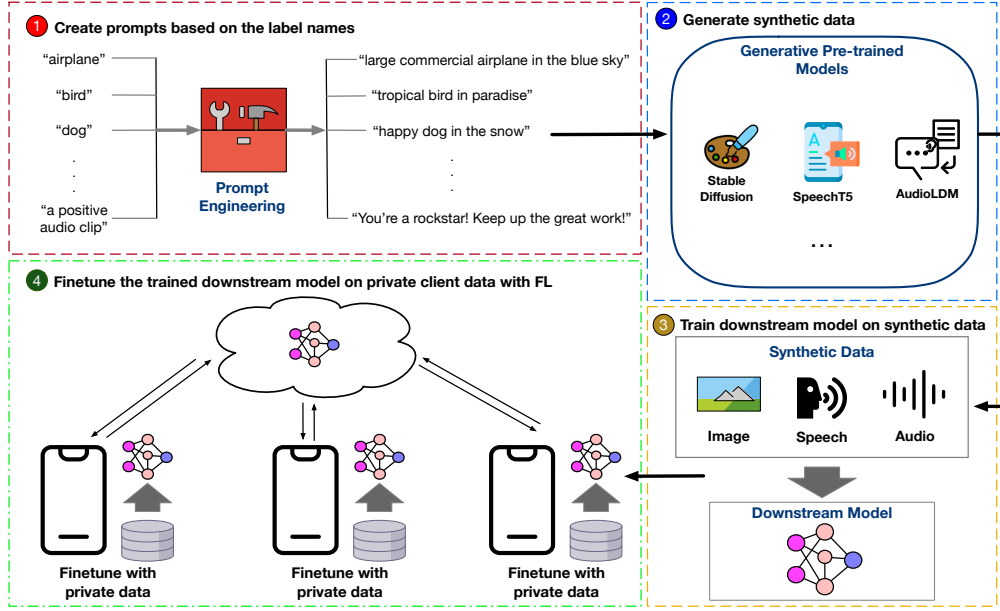 1 Create prompts based on the label names
“airplane”
“bird”
“dog”
.
.
.
“a positive
audio clip”
Prompt
Engineering
“large commercial airplane in the blue sky”
“tropical bird in paradise”
“happy dog in the snow”
.
.
.
“You’re a rockstar! Keep up the great work!”
2 Generate synthetic data
Generative Pre-trained
Models
A
Stable
Diffusion
SpeechT5
AudioLDM
...
3 Train downstream model on synthetic data
Synthetic Data
Image
Speech
Audio
Downstream Model
4 Finetune the trained downstream model on private client data with FL
Finetune with
private data
Finetune with
private data
Finetune with
private data